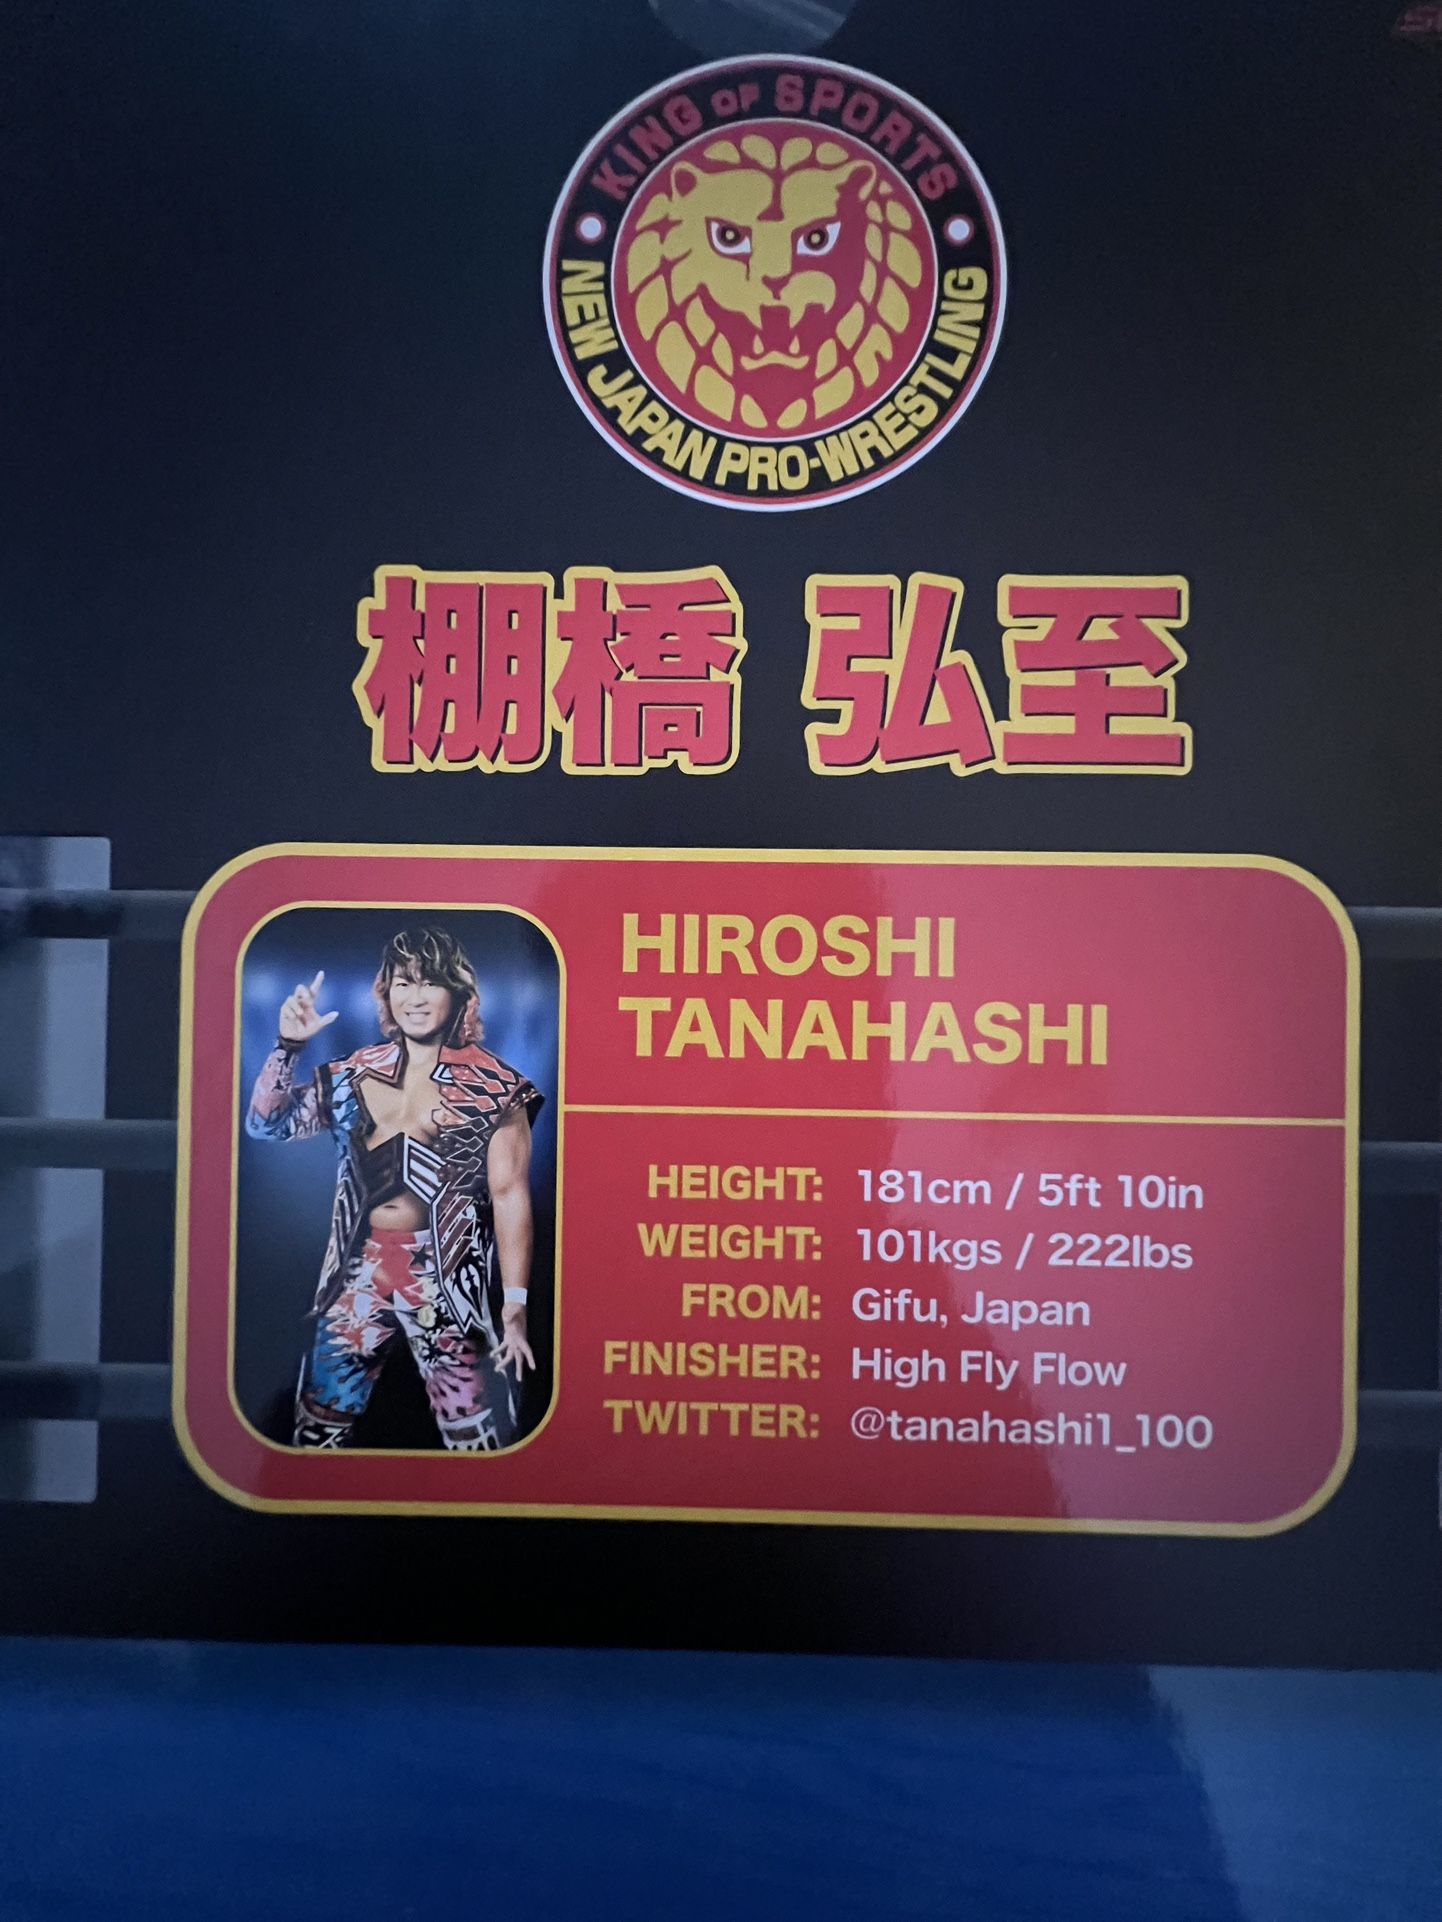 KING OF SPORTS
NEW JAPAN PRO-WRESTLING
棚橋 弘至
HIROSHI
TANAHASHI
HEIGHT: 181cm / 5ft 10in
WEIGHT: 101kgs / 222lbs
FROM: Gifu, Japan
FINISHER: High Fly Flow
TWITTER: @tanahashi1_100